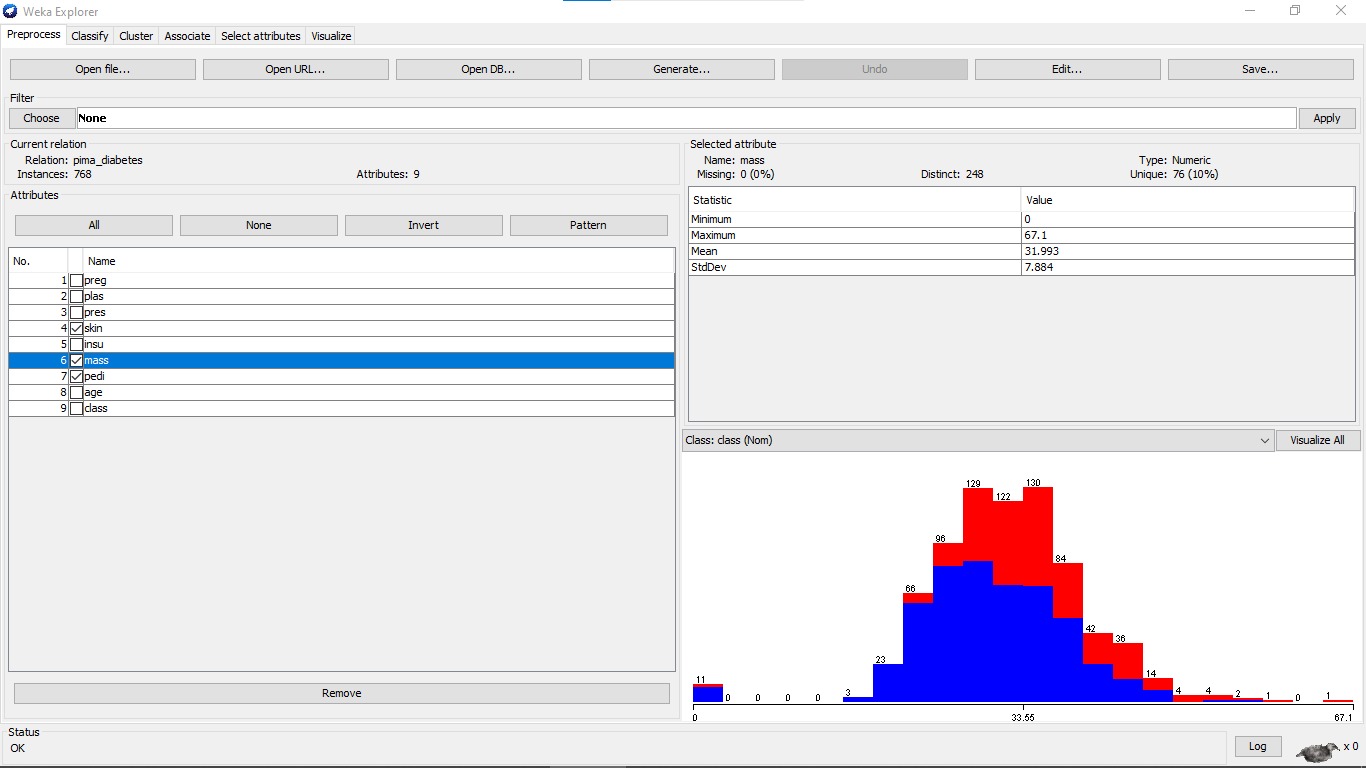 Weka Explorer
Preprocess Classify Cluster Associate Select attributes Visualize
Open file... Open URL... Open DB... Generate... Undo Edit... Save...
Filter
Choose None Apply
Current relation
Relation: pima_diabetes
Instances: 768 Attributes: 9
Attributes
All None Invert Pattern
No. Name
1 preg
2 plas
3 pres
4 skin
5 insu
6 mass
7 pedi
8 age
9 class
Remove
Selected attribute
Name: mass Type: Numeric
Missing: 0 (0%) Distinct: 248 Unique: 76 (10%)
Statistic Value
Minimum 0
Maximum 67.1
Mean 31.993
StdDev 7.884
Class: class (Nom) Visualize All
11 0 0 0 0 3 23 66 96 129 122 130 84 42 36 14 4 4 2 1 0 1
0 33.55 67.1
Status
OK Log x 0